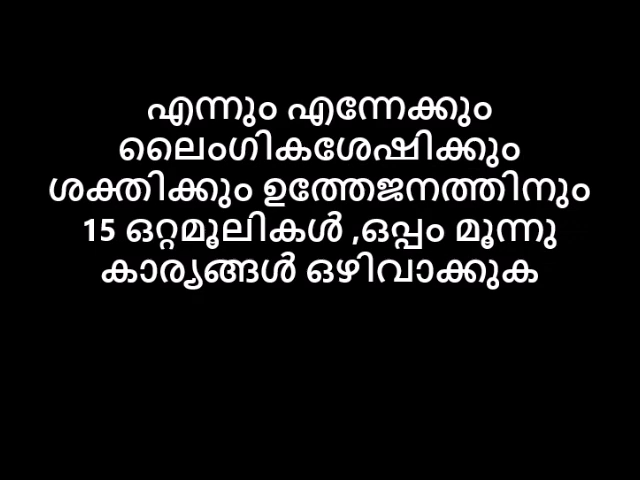 എന്നും എന്നേക്കും
ലൈംഗികശേഷിക്കും
ശക്തിക്കും ഉത്തേജനത്തിനും
15 ഒറ്റമൂലികൾ ,ഒപ്പം മൂന്നു
കാര്യങ്ങൾ ഒഴിവാക്കുക